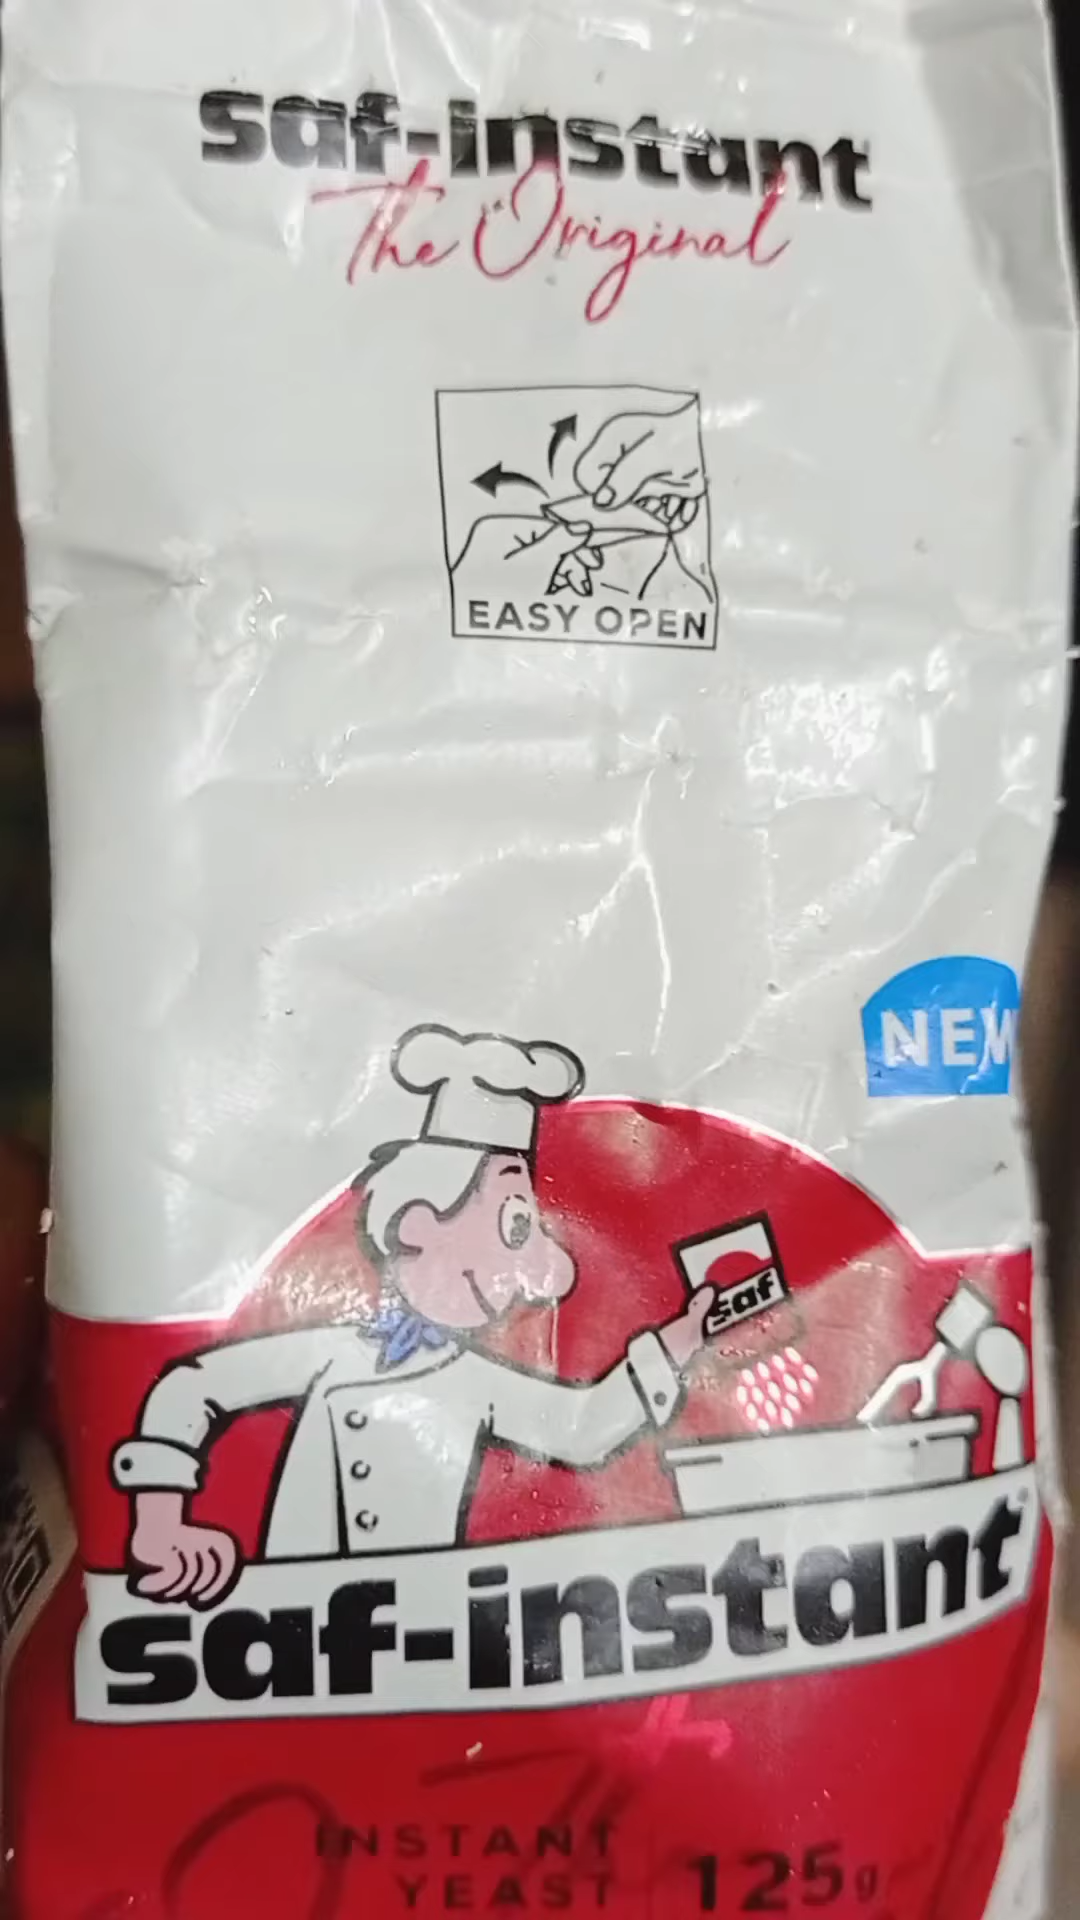 saf-instant
The Original
EASY OPEN
NEW
saf
saf-instant
INSTANT
YEAST
125g